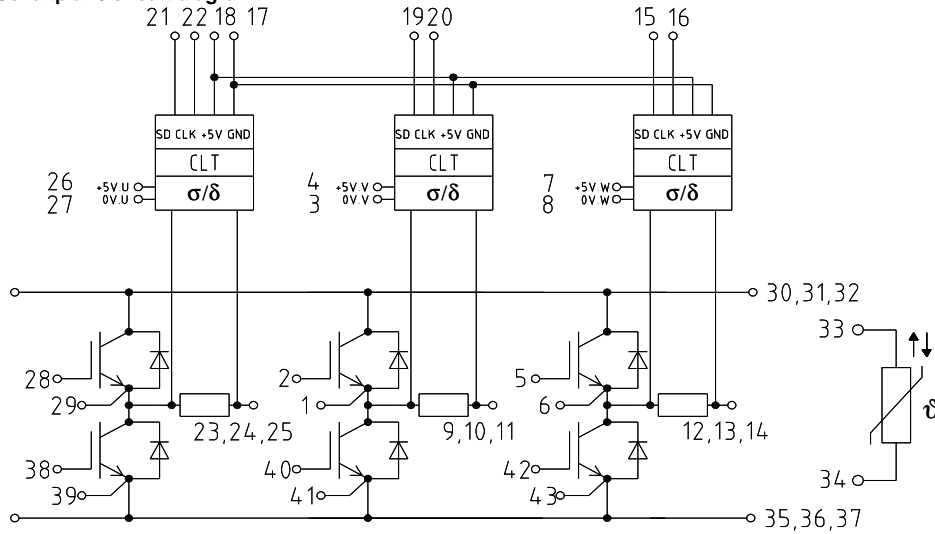 21 22 18 17
19 20
15 16
SD CLK +5V GND
CLT
σ/δ
SD CLK +5V GND
CLT
σ/δ
SD CLK +5V GND
CLT
σ/δ
26 +5V.U
27 0V.U
4 +5V.V
3 0V.V
7 +5V.W
8 0V.W
30,31,32
33
28
29
23,24,25
2
1
9,10,11
5
6
12,13,14
ϑ
38
39
40
41
42
43
34
35,36,37